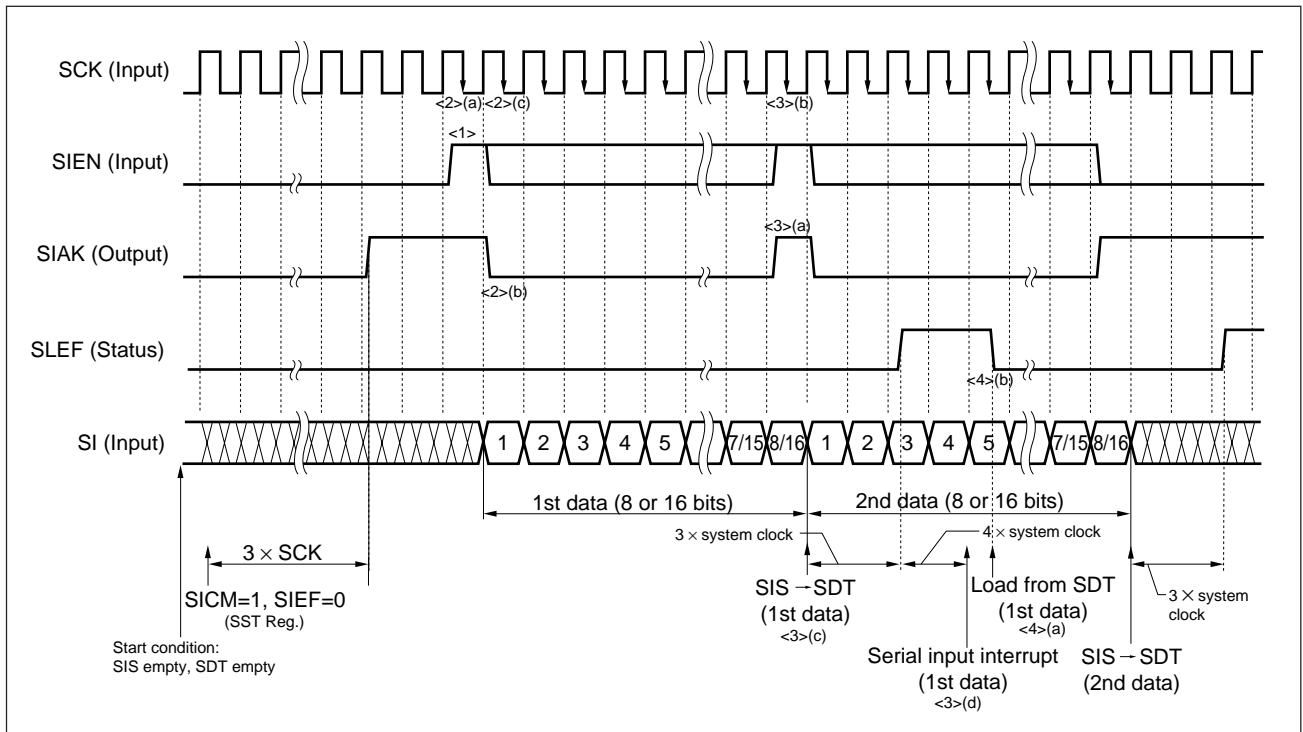 SCK (Input)
<2>(a) <2>(c) <3>(b)
<1>
SIEN (Input)
<3>(a)
SIAK (Output)
<2>(b)
SLEF (Status)
<4>(b)
SI (Input) 1 2 3 4 5 7/15 8/16 1 2 3 4 5 7/15 8/16
1st data (8 or 16 bits) 2nd data (8 or 16 bits)
3 × system clock 4 × system clock
3 × SCK
SICM=1, SIEF=0
(SST Reg.)
Start condition:
SIS empty, SDT empty
SIS → SDT
(1st data)
<3>(c)
Load from SDT
(1st data)
<4>(a)
3 × system
clock
Serial input interrupt
(1st data)
<3>(d)
SIS → SDT
(2nd data)